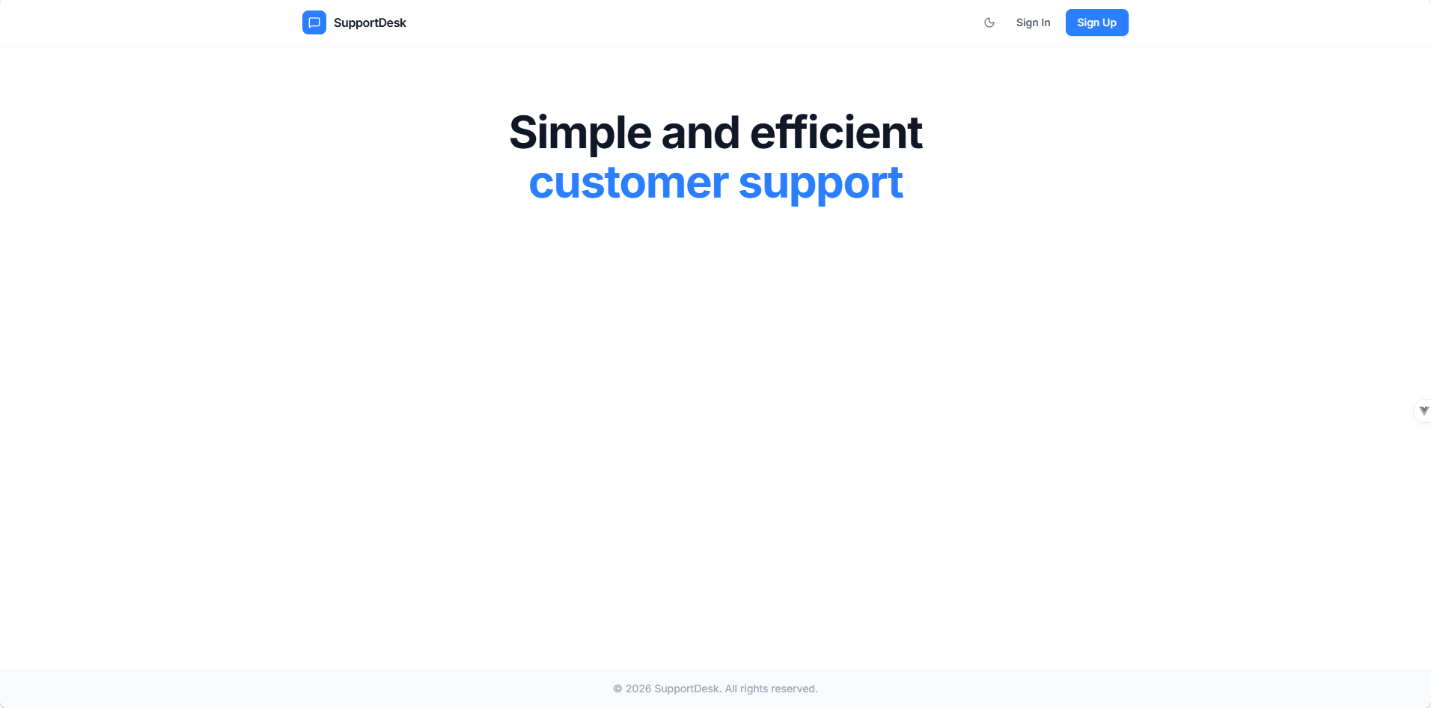 SupportDesk
Sign In
Sign Up
Simple and efficient
customer support
© 2026 SupportDesk. All rights reserved.